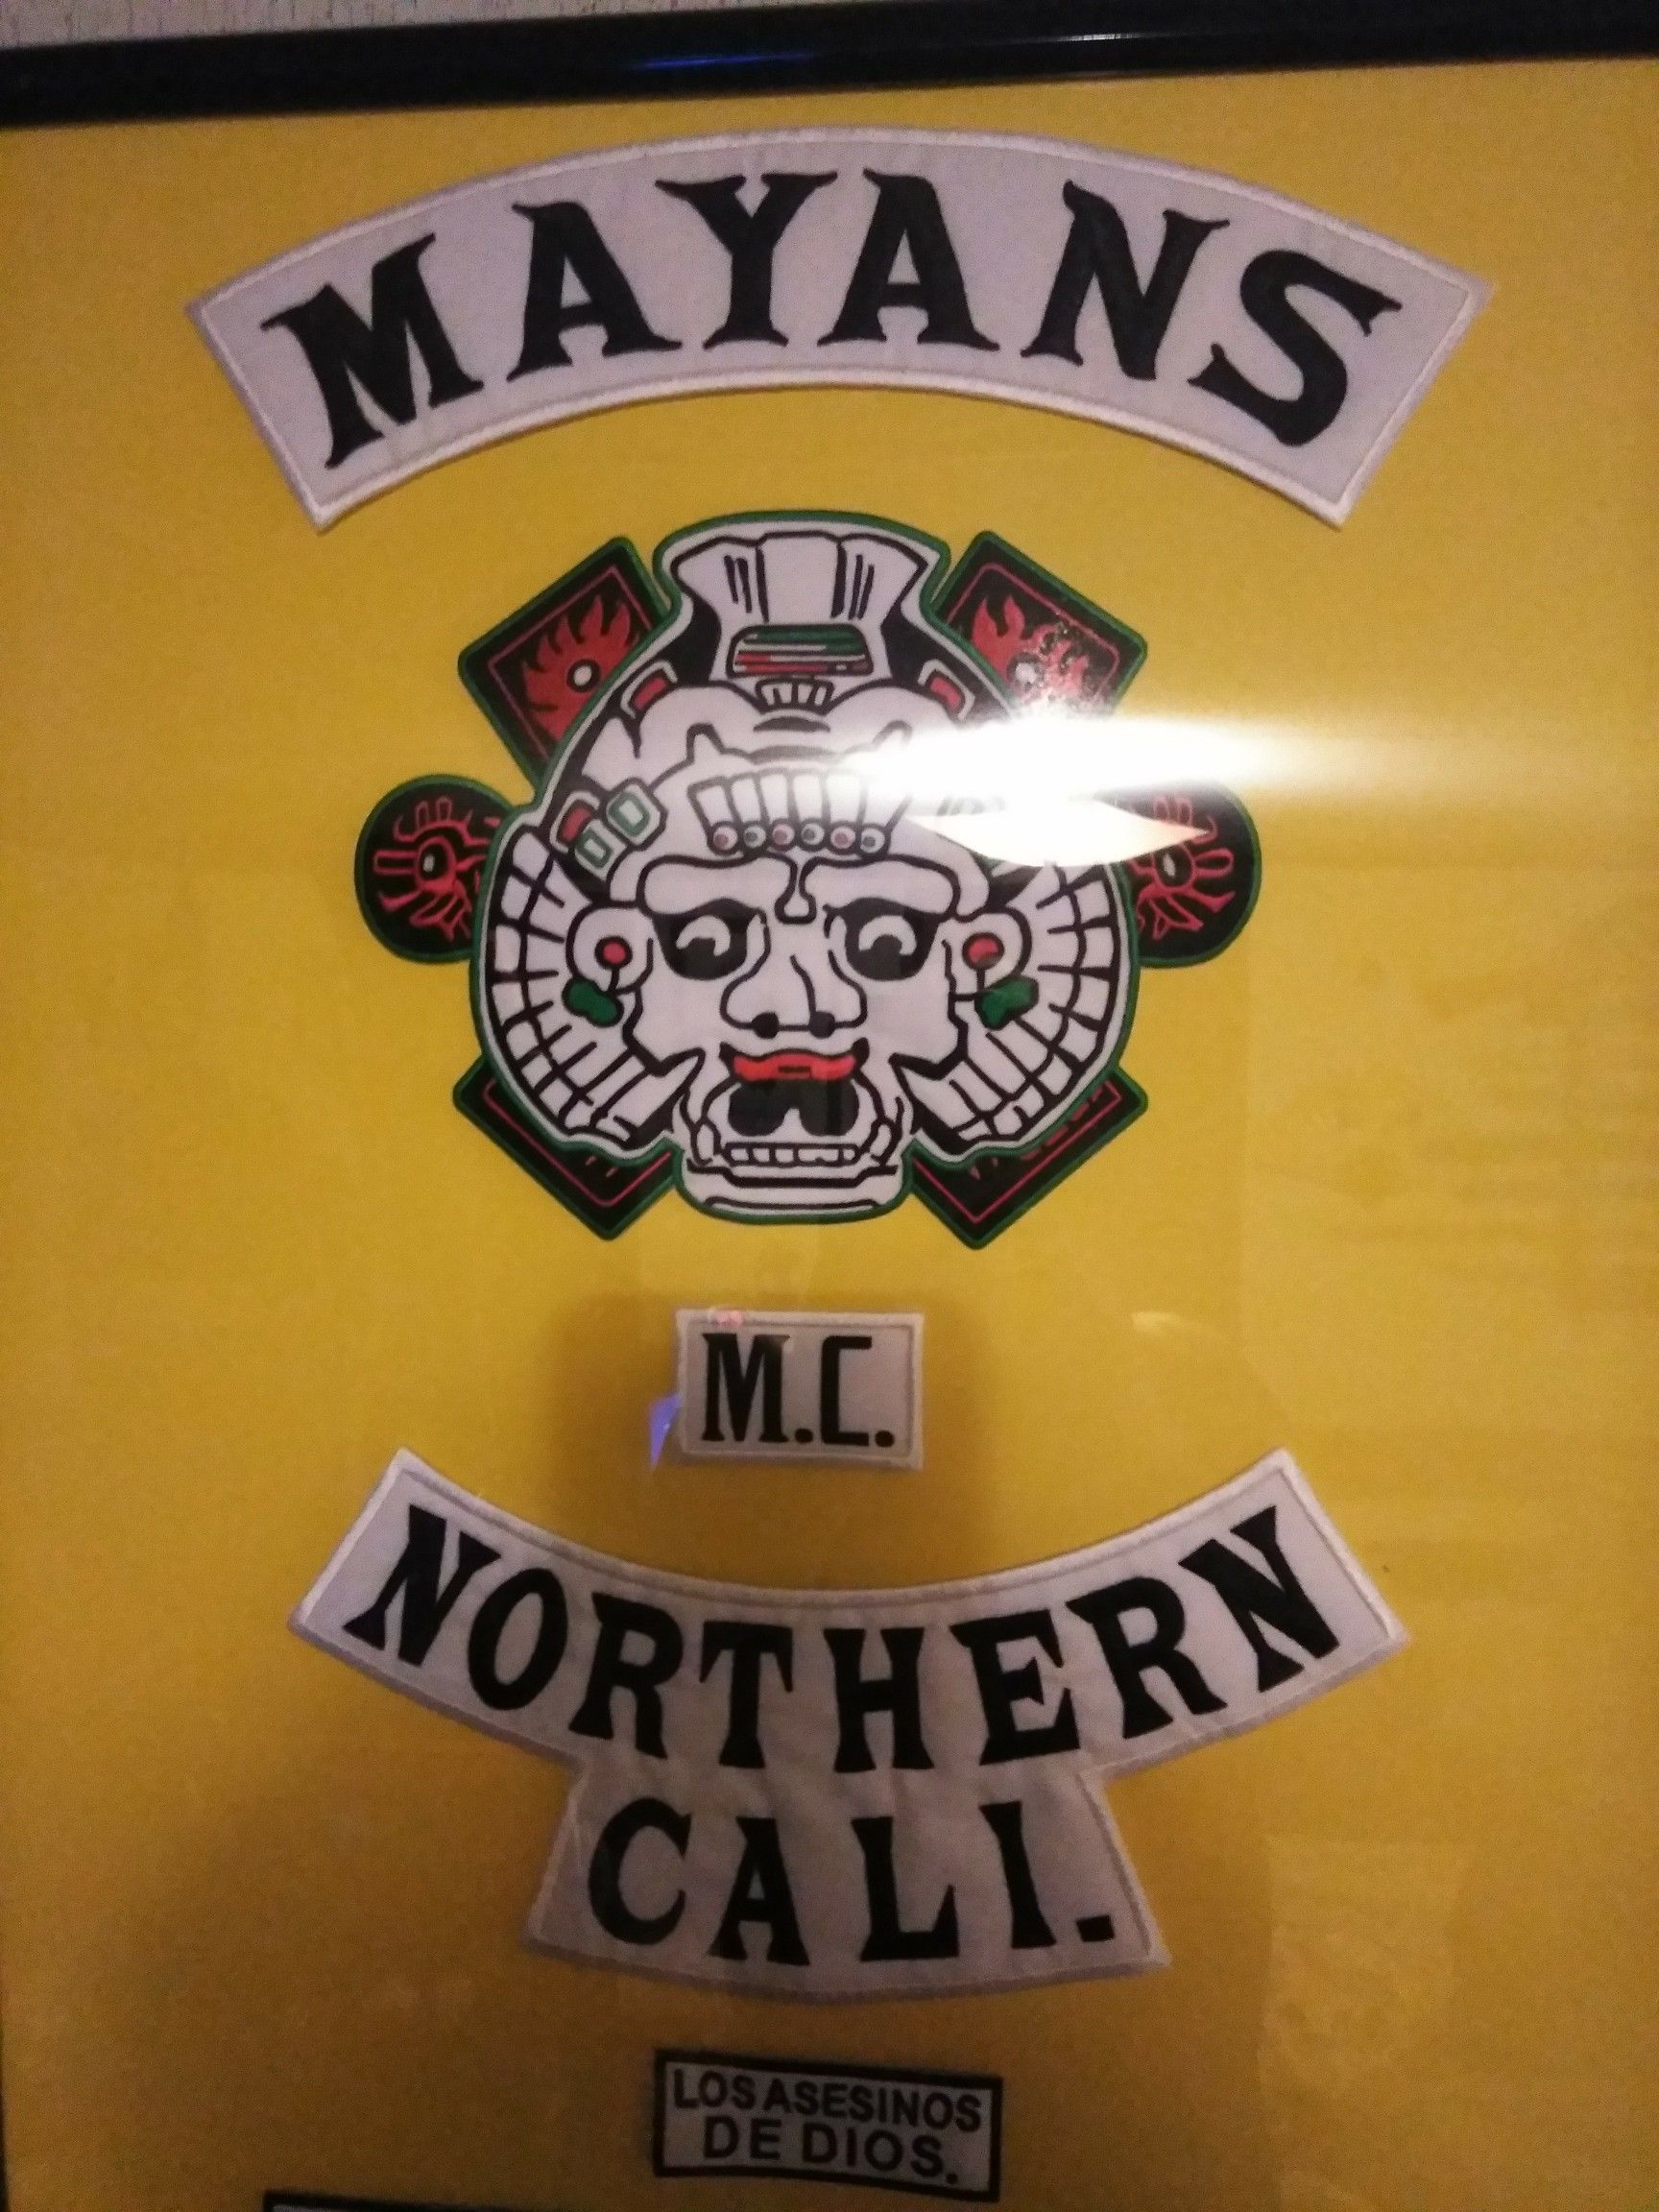 MAYANS
M.C.
NORTHERN
CALI.
LOS ASESINOS
DE DIOS.